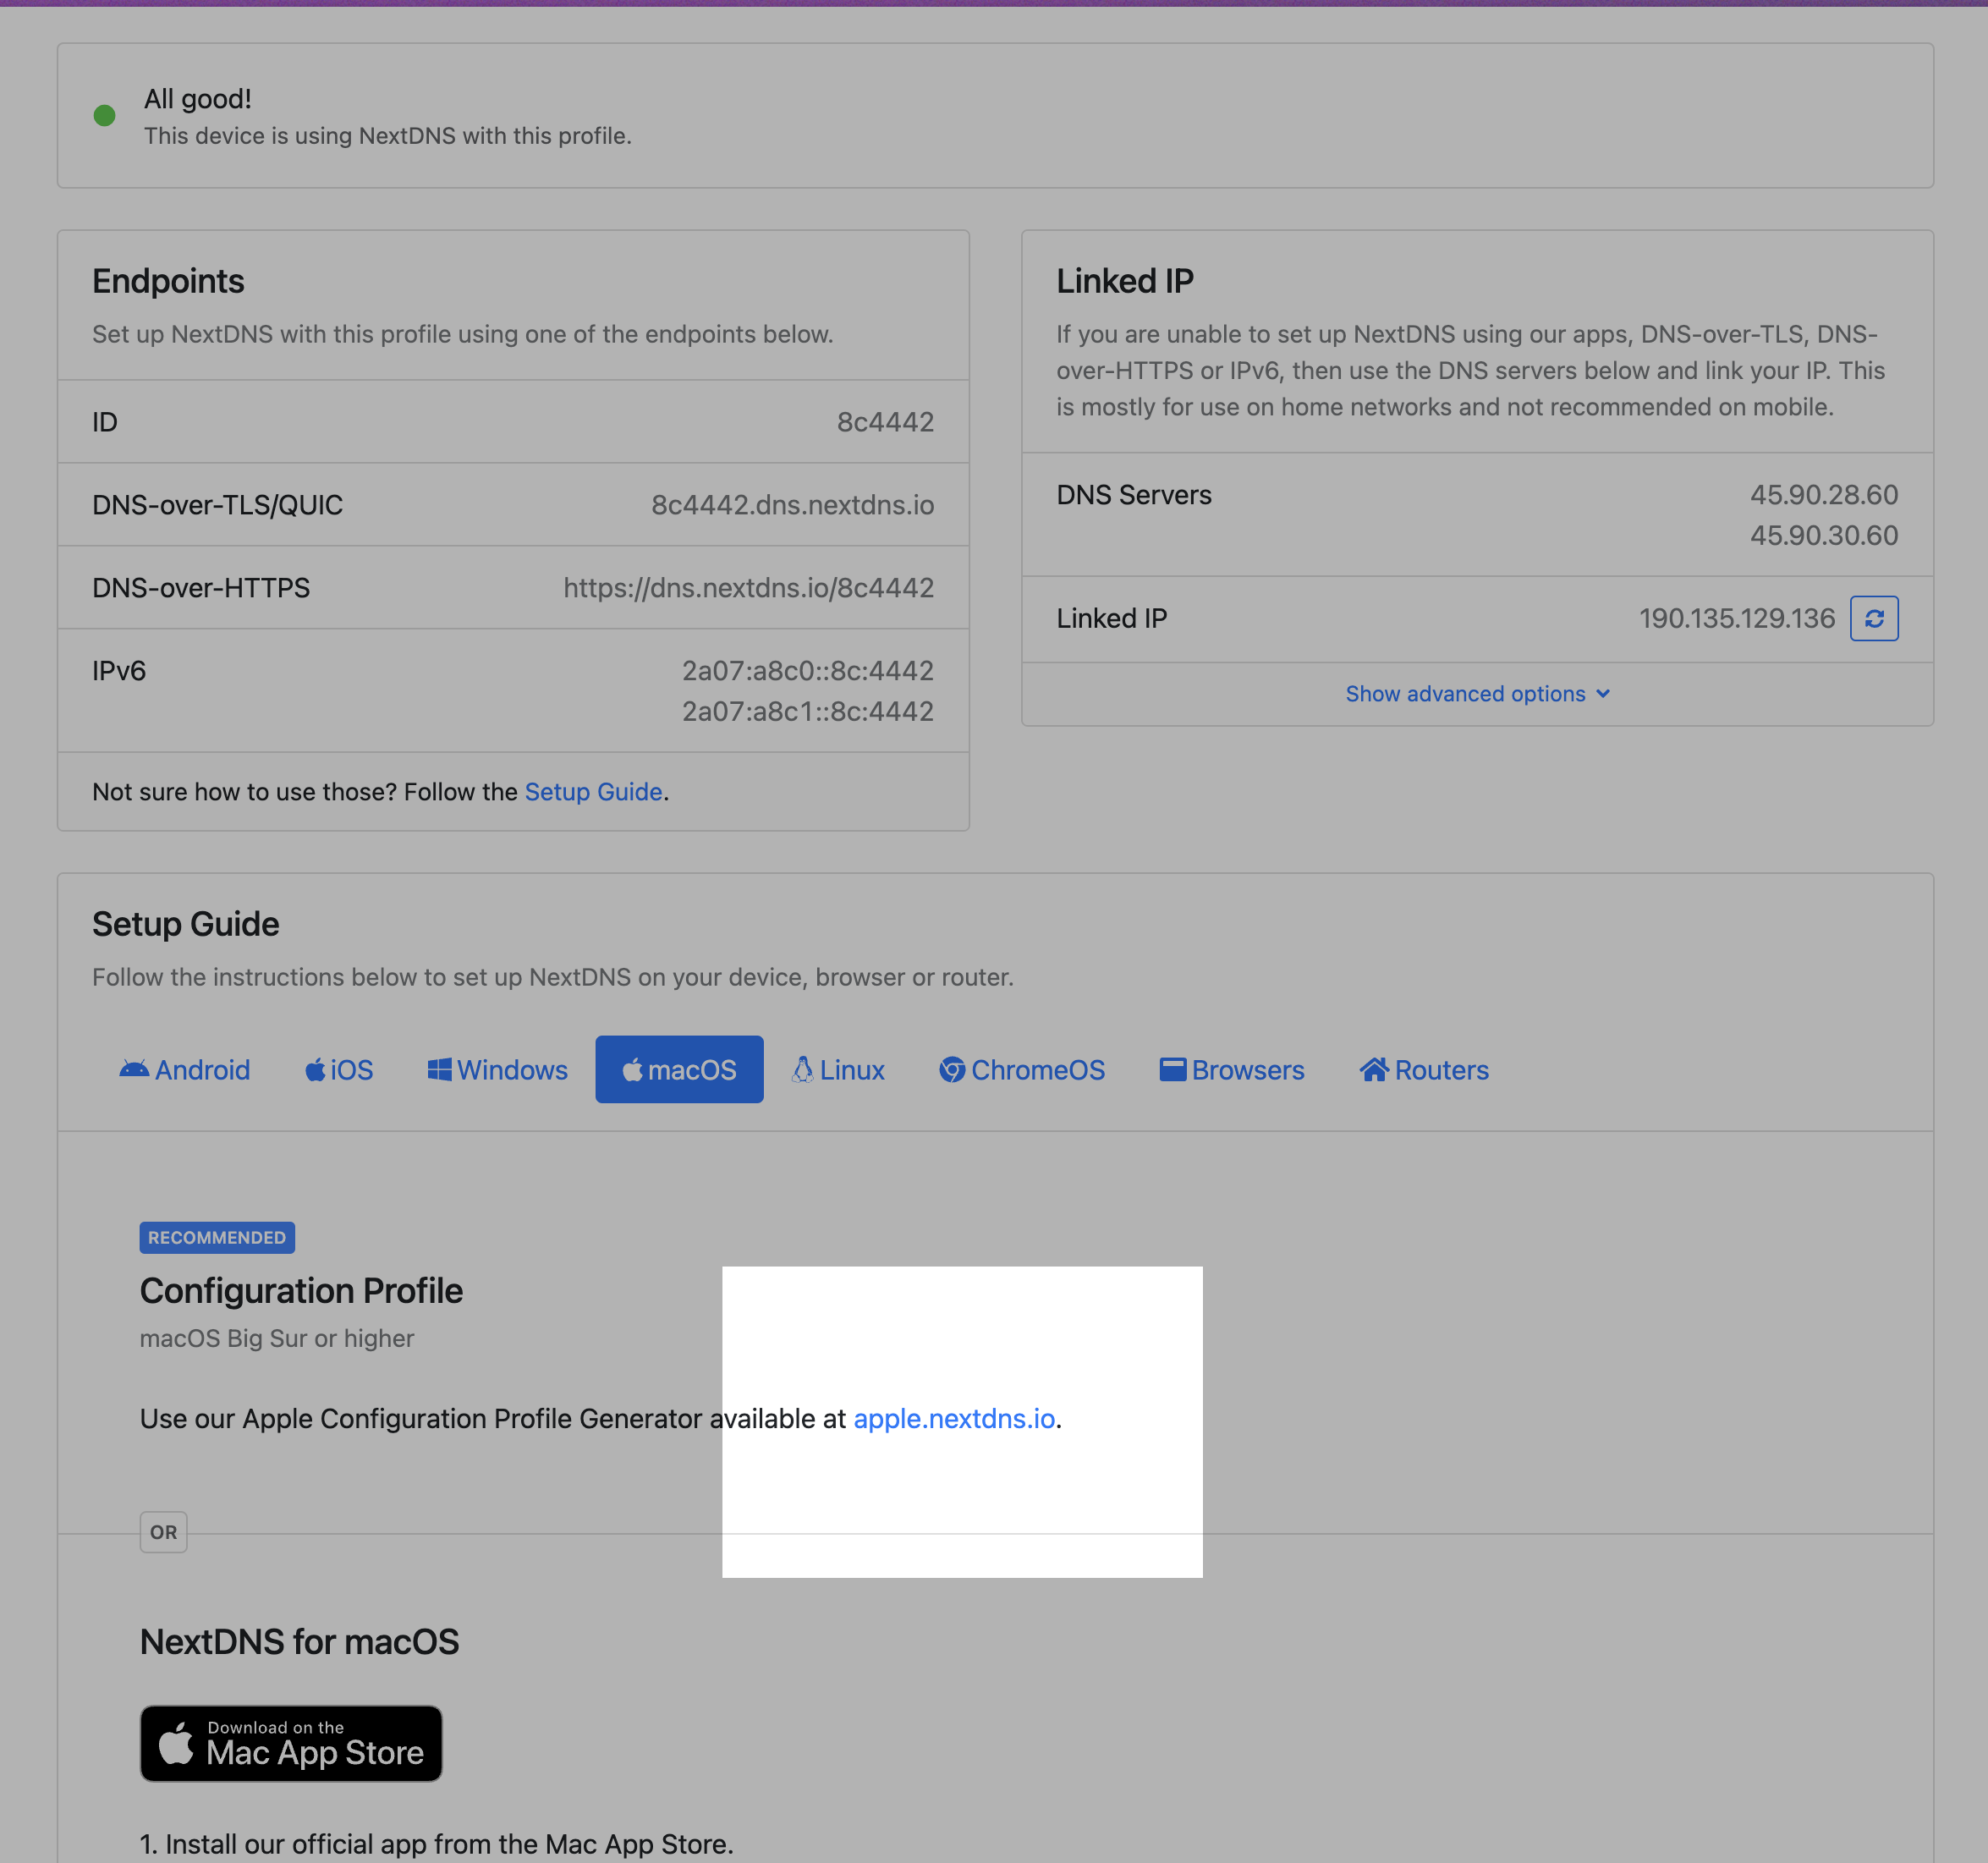 All good!
This device is using NextDNS with this profile.
Endpoints
Set up NextDNS with this profile using one of the endpoints below.
ID 8c4442
DNS-over-TLS/QUIC 8c4442.dns.nextdns.io
DNS-over-HTTPS https://dns.nextdns.io/8c4442
IPv6 2a07:a8c0::8c:4442
2a07:a8c1::8c:4442
Not sure how to use those? Follow the Setup Guide.
Linked IP
If you are unable to set up NextDNS using our apps, DNS-over-TLS, DNS-
over-HTTPS or IPv6, then use the DNS servers below and link your IP. This
is mostly for use on home networks and not recommended on mobile.
DNS Servers 45.90.28.60
45.90.30.60
Linked IP 190.135.129.136
Show advanced options
Setup Guide
Follow the instructions below to set up NextDNS on your device, browser or router.
Android iOS Windows macOS Linux ChromeOS Browsers Routers
RECOMMENDED
Configuration Profile
macOS Big Sur or higher
Use our Apple Configuration Profile Generator available at apple.nextdns.io.
OR
NextDNS for macOS
Download on the
Mac App Store
1. Install our official app from the Mac App Store.